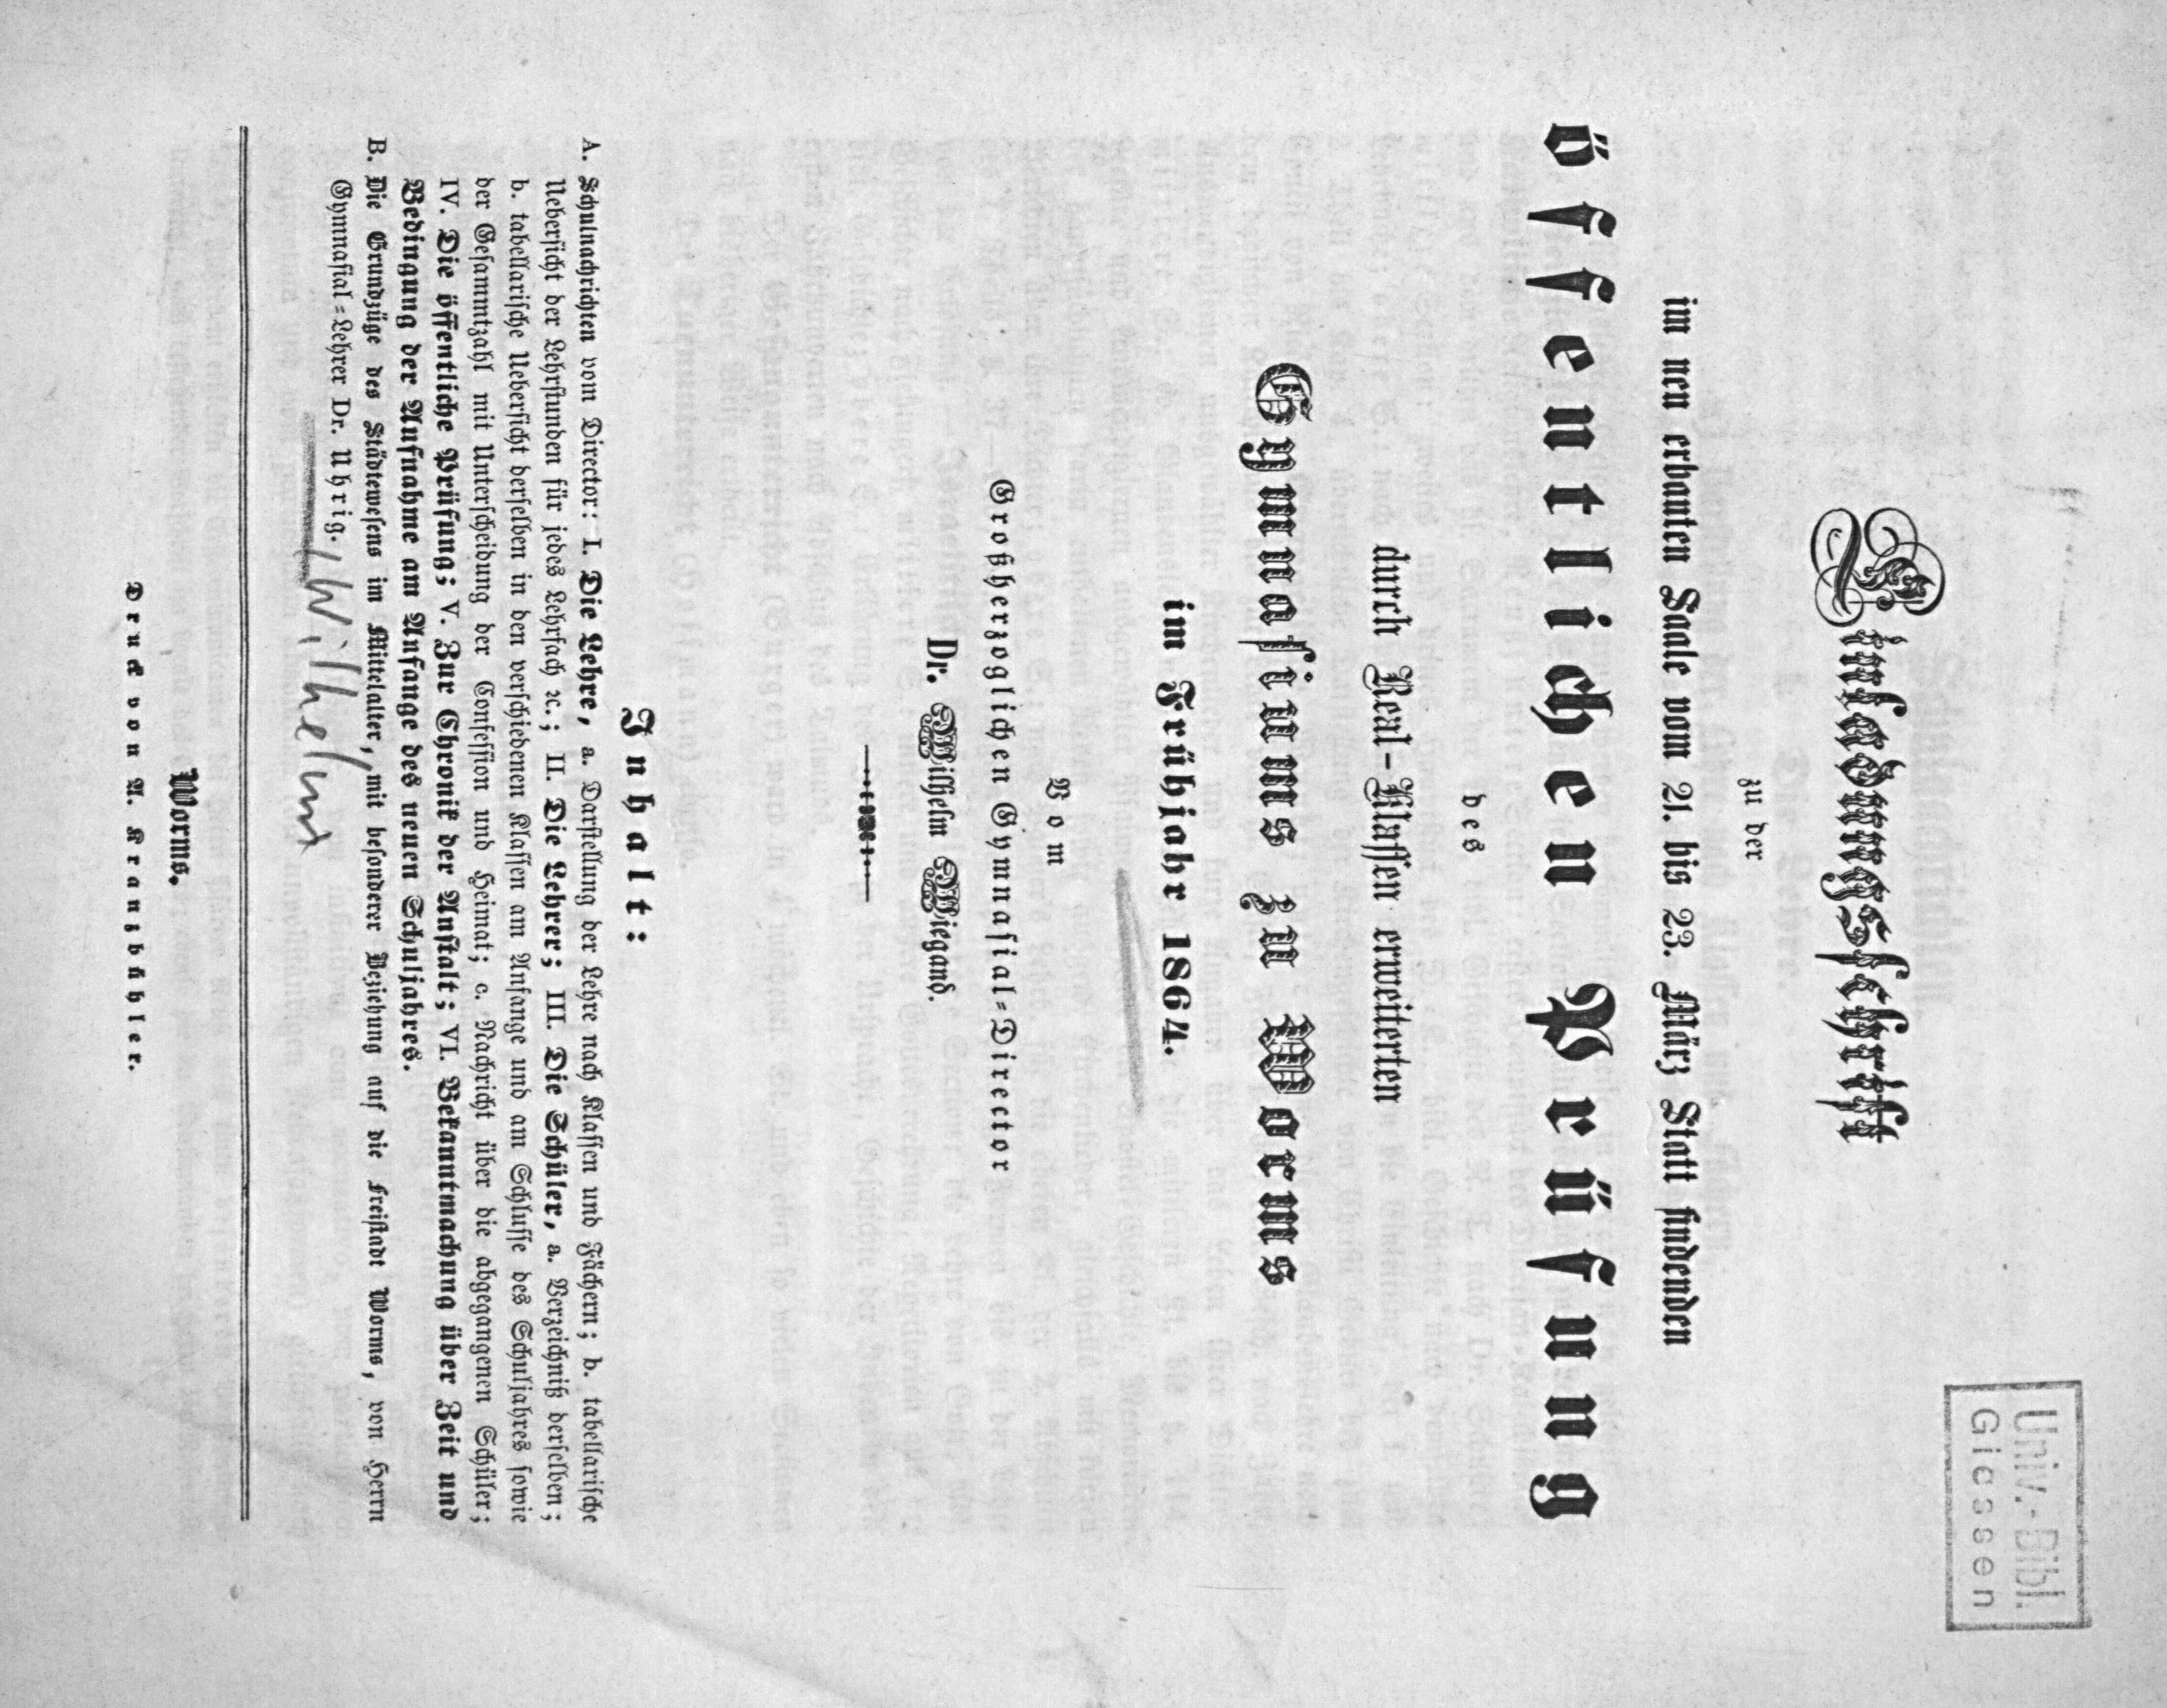 Univ.-Bibl.
Giessen
Einladungsschrift
zu der
im neu erbauten Saale vom 21. bis 23. März Statt findenden
öffentlichen Prüfung
des
durch Real-Klassen erweiterten
Gymnasiums zu Worms
im Frühjahr 1864.
Vom
Großherzoglichen Gymnasial-Director
Dr. Wilhelm Wiegand.
Inhalt:
A. Schulnachrichten vom Director: I. Die Lehre, a. Darstellung der Lehre nach Klassen und Fächern; b. tabellarische
Uebersicht der Lehrstunden für jedes Lehrfach ꝛc.; II. Die Lehrer; III. Die Schüler, a. Verzeichniß derselben;
b. tabellarische Uebersicht derselben in den verschiedenen Klassen am Anfange und am Schlusse des Schuljahres sowie
der Gesammtzahl mit Unterscheidung der Confession und Heimat; c. Nachricht über die abgegangenen Schüler;
IV. Die öffentliche Prüfung; V. Zur Chronik der Anstalt; VI. Bekanntmachung über Zeit und
Bedingung der Aufnahme am Anfange des neuen Schuljahres.
B. Die Grundzüge des Städtewesens im Mittelalter, mit besonderer Beziehung auf die Freistadt Worms, von Herrn
Gymnasial-Lehrer Dr. Uhrig.
, Wilhelm
Worms.
Druck von A. Kranzbühler.